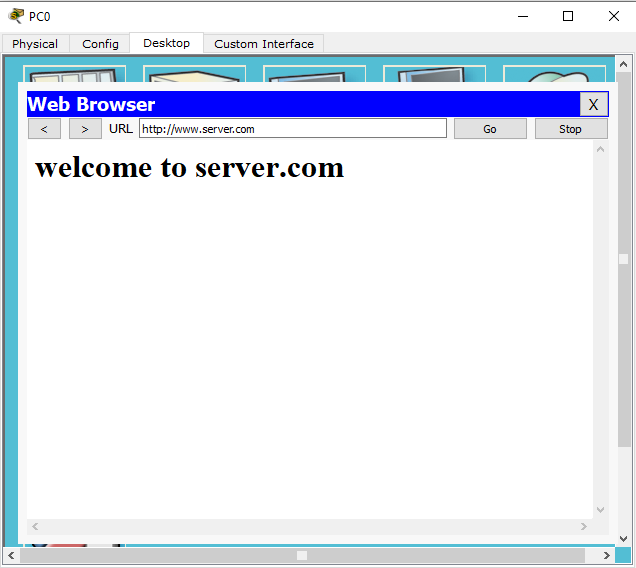 PC0
Physical Config Desktop Custom Interface
Web Browser X
< > URL http://www.server.com Go Stop
welcome to server.com